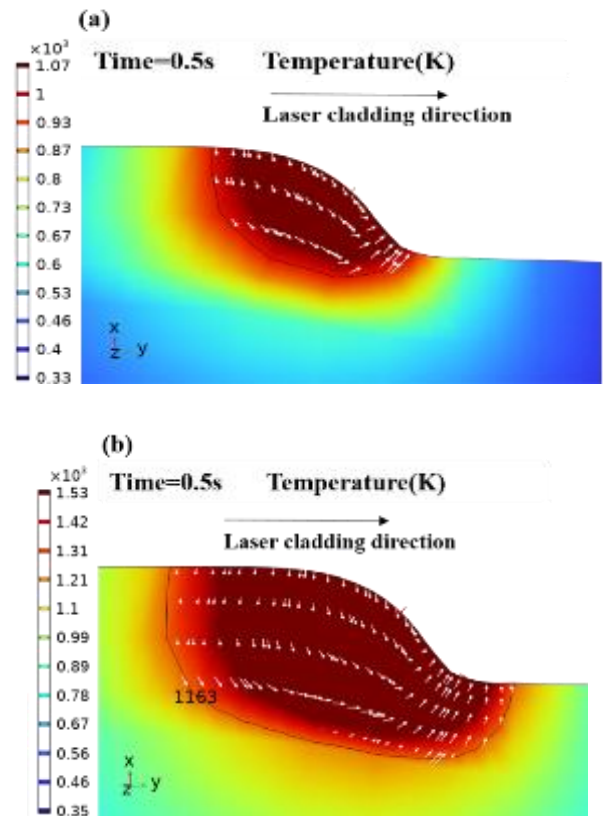 (a)
×10³
Time=0.5s Temperature(K)
Laser cladding direction
1.07
1
0.93
0.87
0.8
0.73
0.67
0.6
0.53
0.46
0.4
0.33
x
z y
(b)
×10³
Time=0.5s Temperature(K)
Laser cladding direction
1.53
1.42
1.31
1.21
1.1
0.99
0.89
0.78
0.67
0.56
0.46
0.35
1163
x
z y